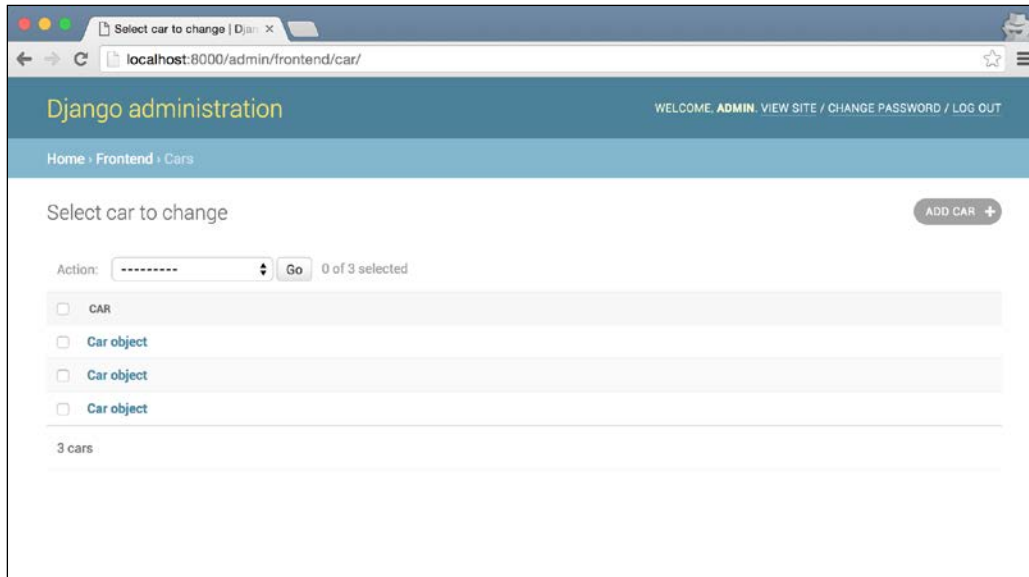 Select car to change | Djan
localhost:8000/admin/frontend/car/
Django administration
WELCOME, ADMIN. VIEW SITE / CHANGE PASSWORD / LOG OUT
Home › Frontend › Cars
Select car to change
ADD CAR +
Action: --------- Go 0 of 3 selected
CAR
Car object
Car object
Car object
3 cars